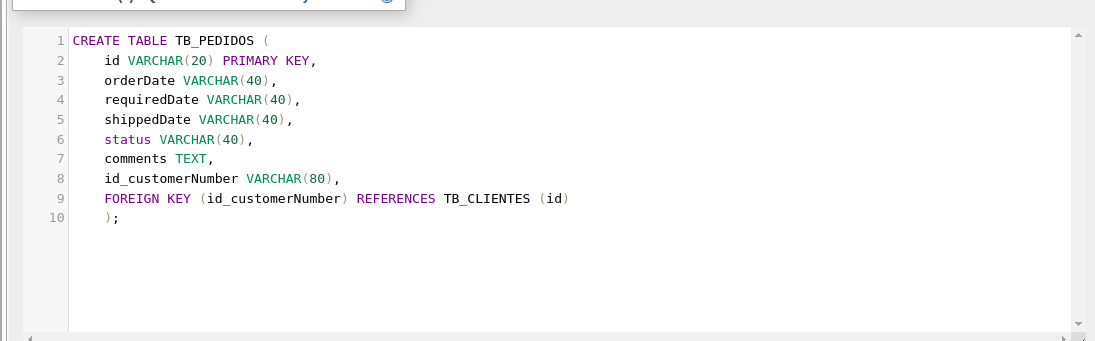 1 CREATE TABLE TB_PEDIDOS (
2 id VARCHAR(20) PRIMARY KEY,
3 orderDate VARCHAR(40),
4 requiredDate VARCHAR(40),
5 shippedDate VARCHAR(40),
6 status VARCHAR(40),
7 comments TEXT,
8 id_customerNumber VARCHAR(80),
9 FOREIGN KEY (id_customerNumber) REFERENCES TB_CLIENTES (id)
10 );